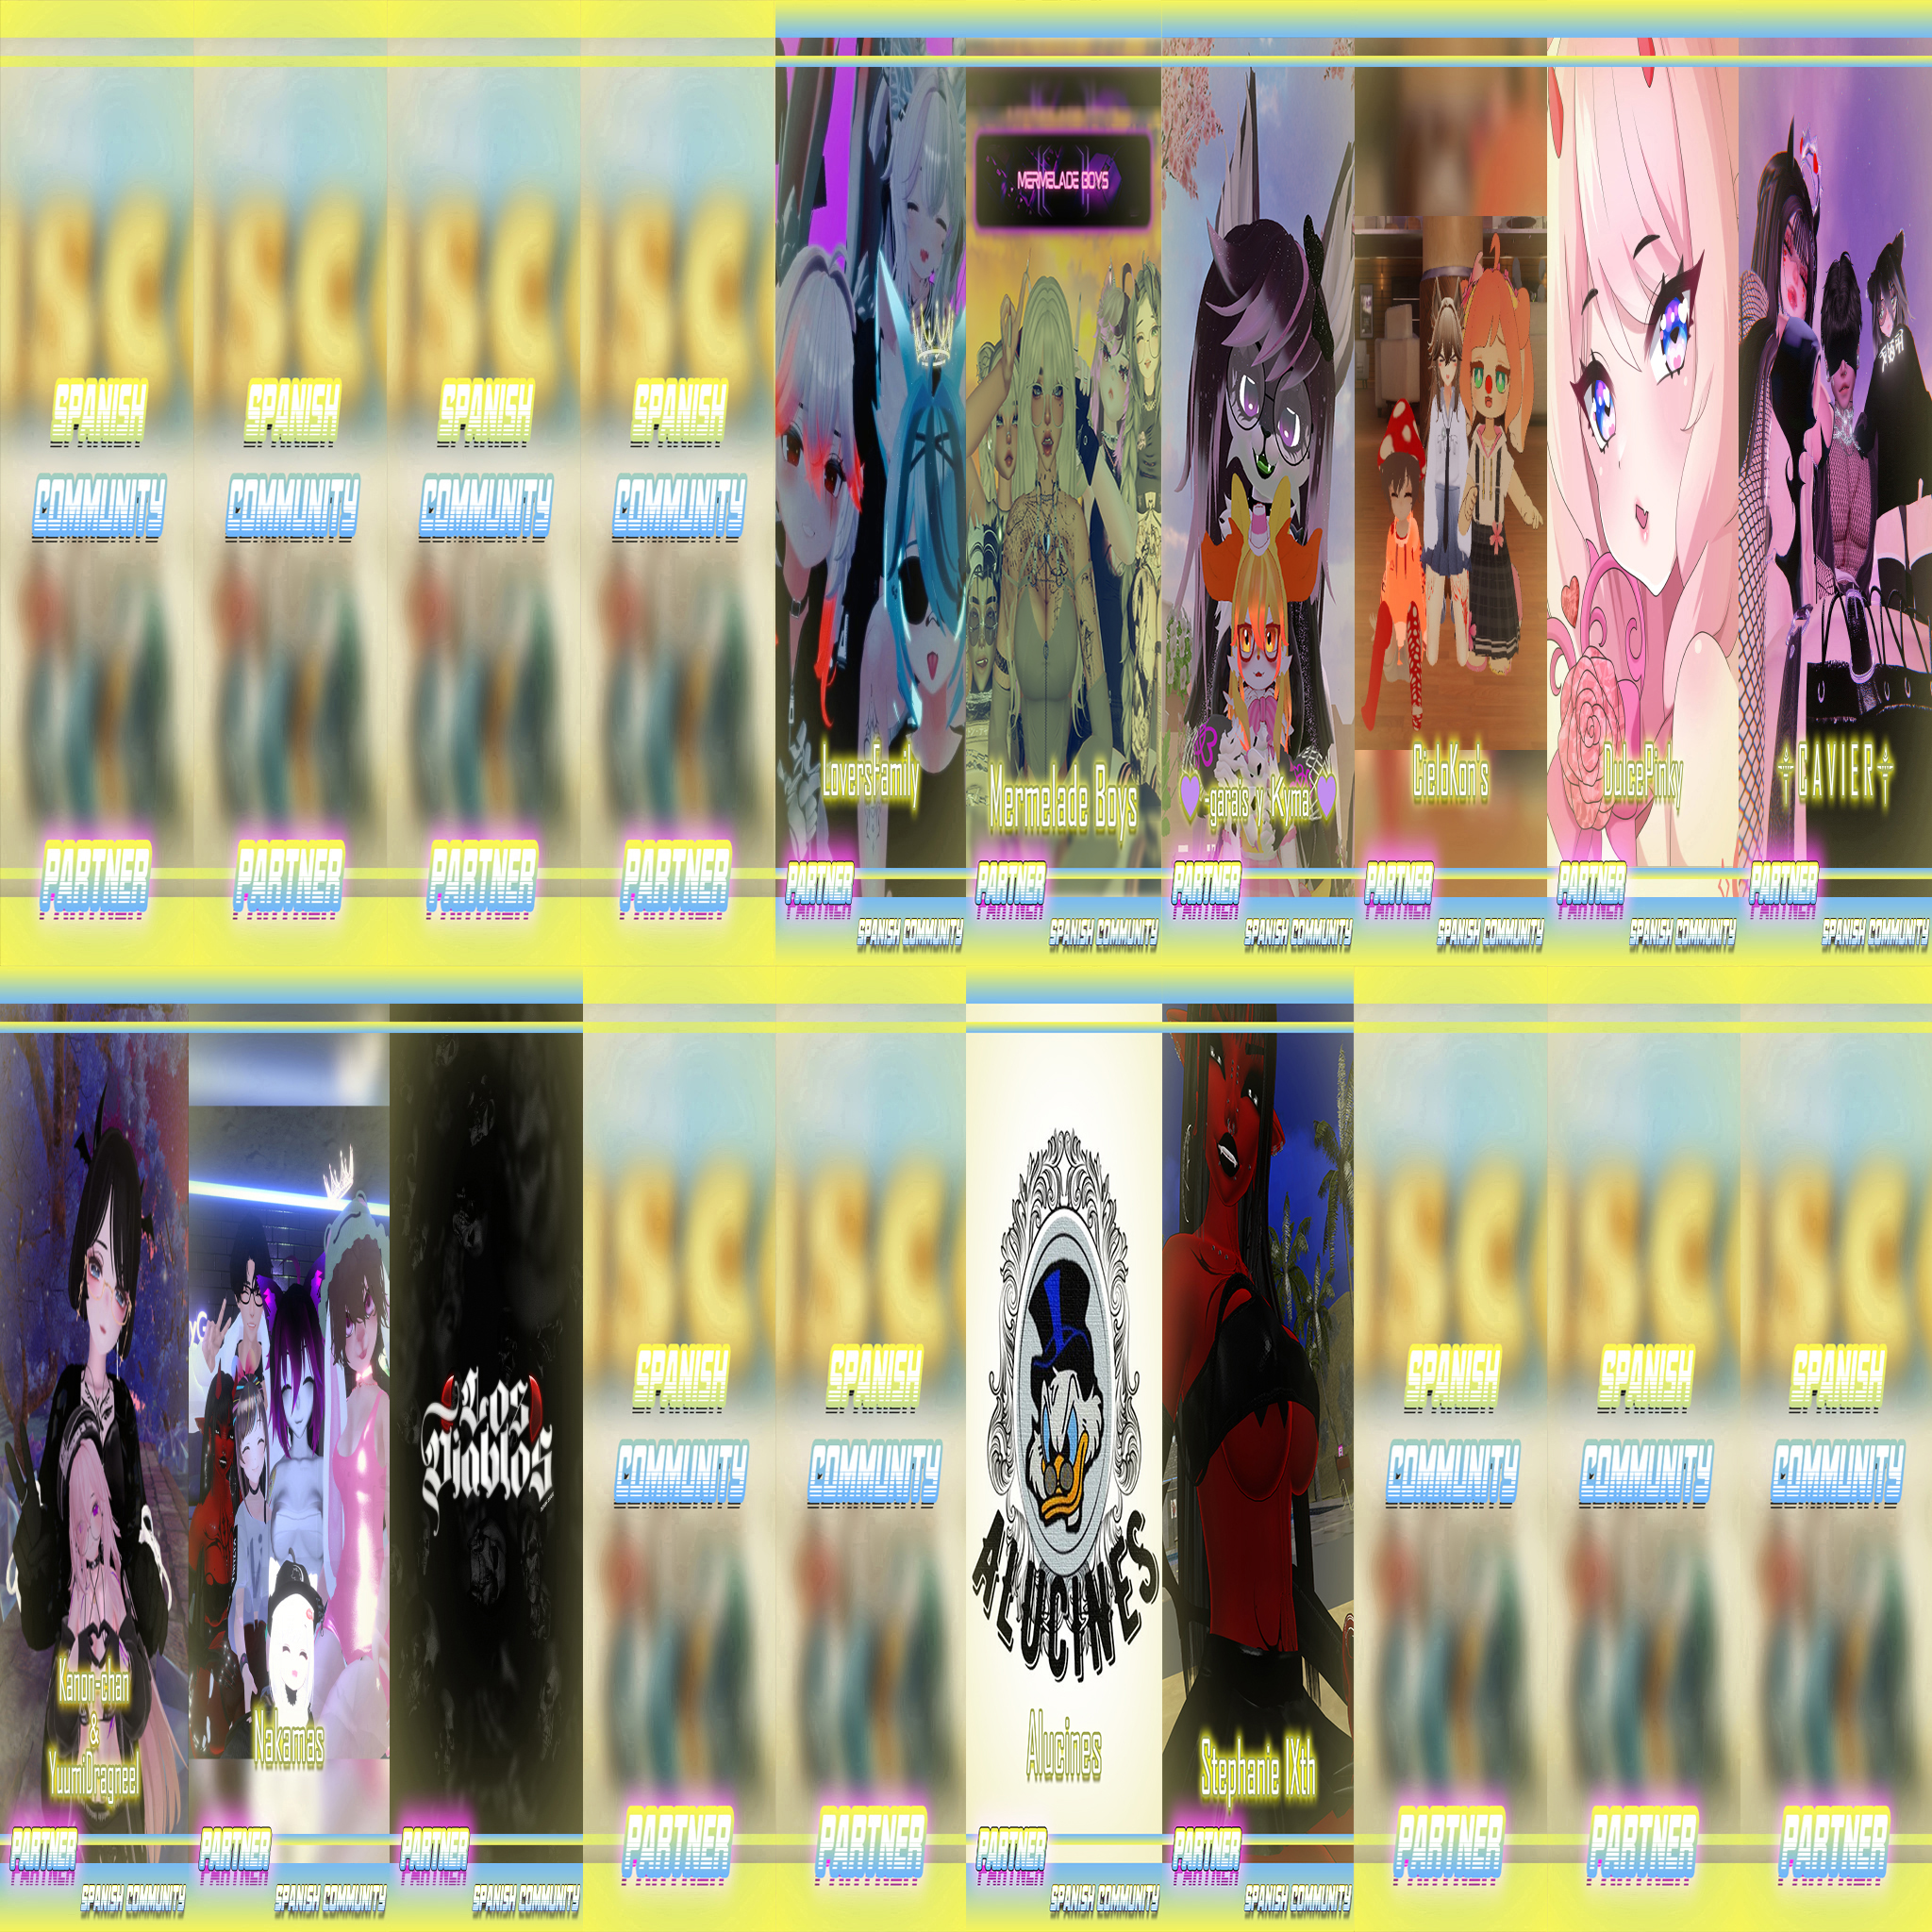 SPANISH
COMMUNITY
PARTNER
SPANISH
COMMUNITY
PARTNER
SPANISH
COMMUNITY
PARTNER
SPANISH
COMMUNITY
PARTNER
LoversFamily
PARTNER
SPANISH COMMUNITY
MERMELADE BOYS
Mermelade Boys
PARTNER
SPANISH COMMUNITY
-garais y Kyma
PARTNER
SPANISH COMMUNITY
CieloKon's
PARTNER
SPANISH COMMUNITY
DulcePinky
PARTNER
SPANISH COMMUNITY
CAVIER
PARTNER
SPANISH COMMUNITY
Kanon-chan
&
YuumiDragneel
PARTNER
SPANISH COMMUNITY
Nakamas
PARTNER
SPANISH COMMUNITY
Los
Diablos
PARTNER
SPANISH COMMUNITY
SPANISH
COMMUNITY
PARTNER
SPANISH
COMMUNITY
PARTNER
ALUCINES
Alucines
PARTNER
SPANISH COMMUNITY
Stephanie IXth
PARTNER
SPANISH COMMUNITY
SPANISH
COMMUNITY
PARTNER
SPANISH
COMMUNITY
PARTNER
SPANISH
COMMUNITY
PARTNER